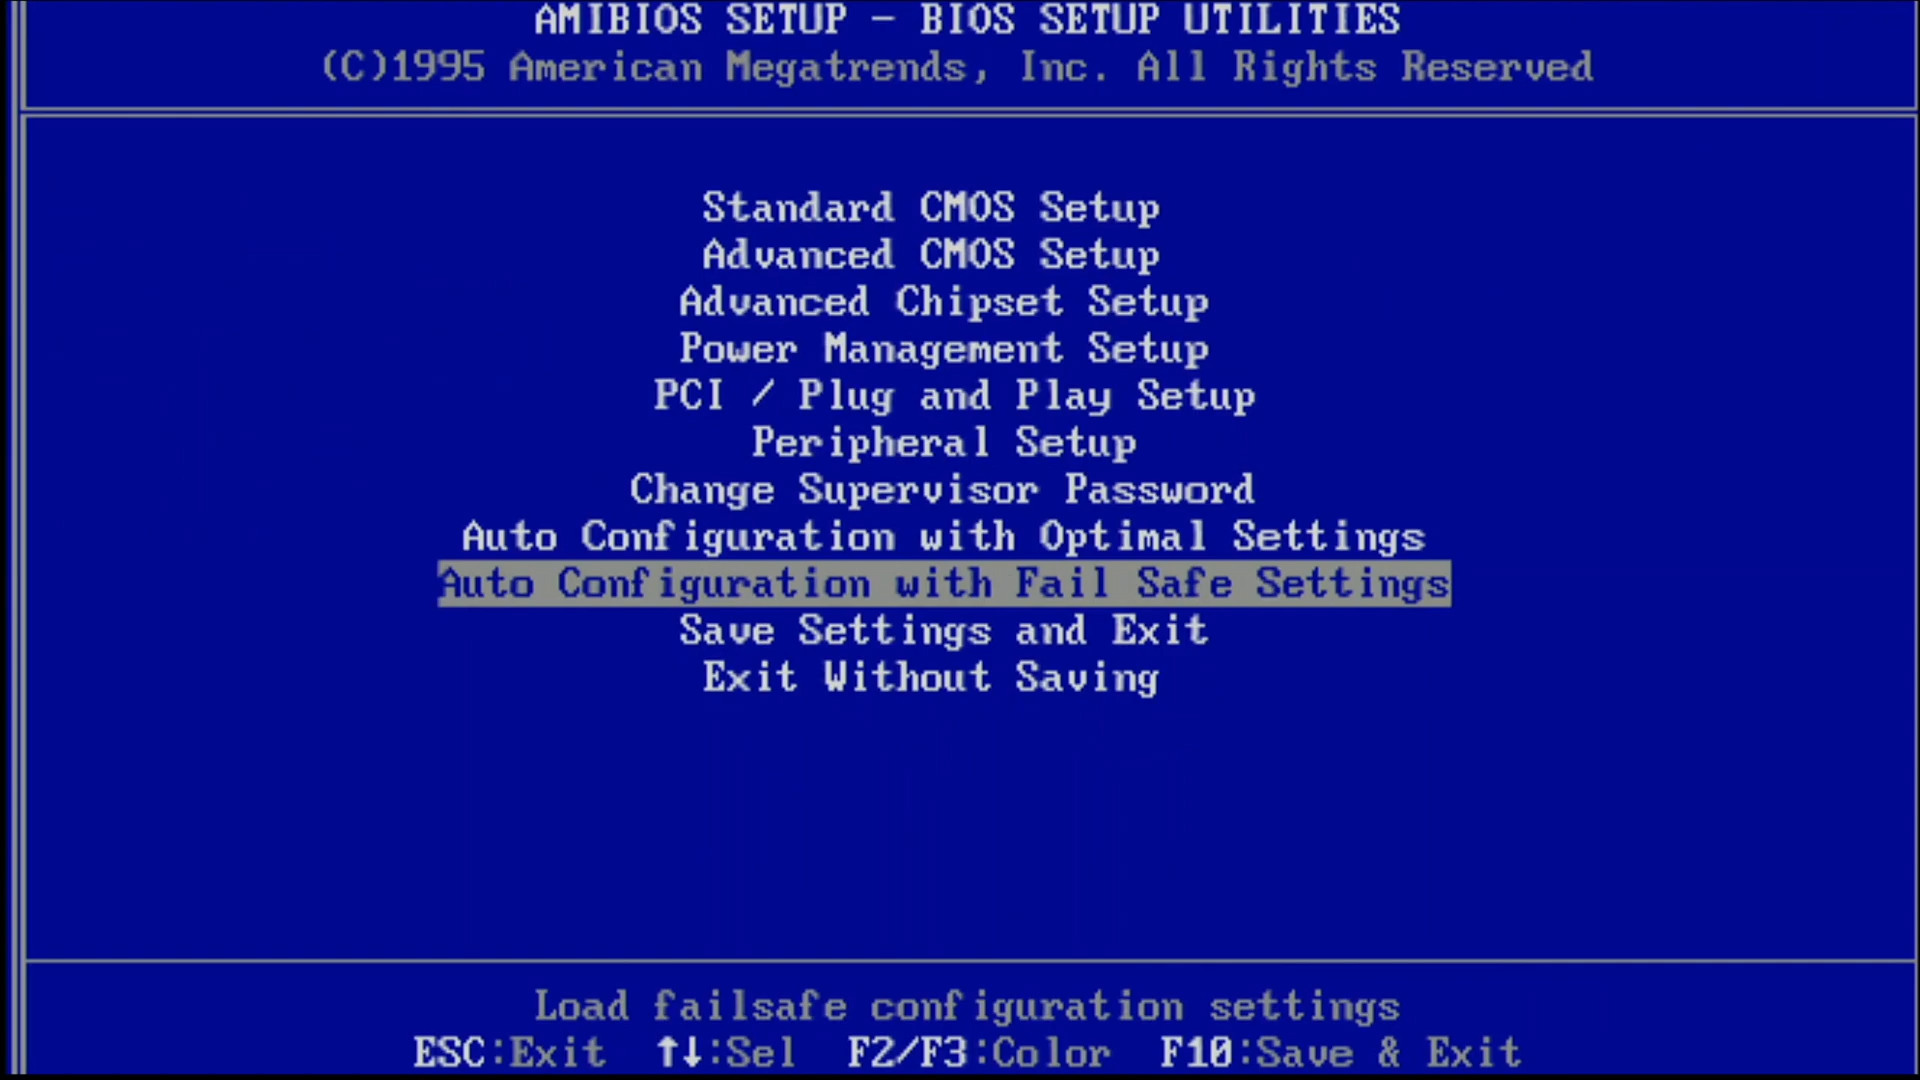 AMIBIOS SETUP - BIOS SETUP UTILITIES
(C)1995 American Megatrends, Inc. All Rights Reserved
Standard CMOS Setup
Advanced CMOS Setup
Advanced Chipset Setup
Power Management Setup
PCI / Plug and Play Setup
Peripheral Setup
Change Supervisor Password
Auto Configuration with Optimal Settings
Auto Configuration with Fail Safe Settings
Save Settings and Exit
Exit Without Saving
Load failsafe configuration settings
ESC:Exit ↑↓:Sel F2/F3:Color F10:Save & Exit